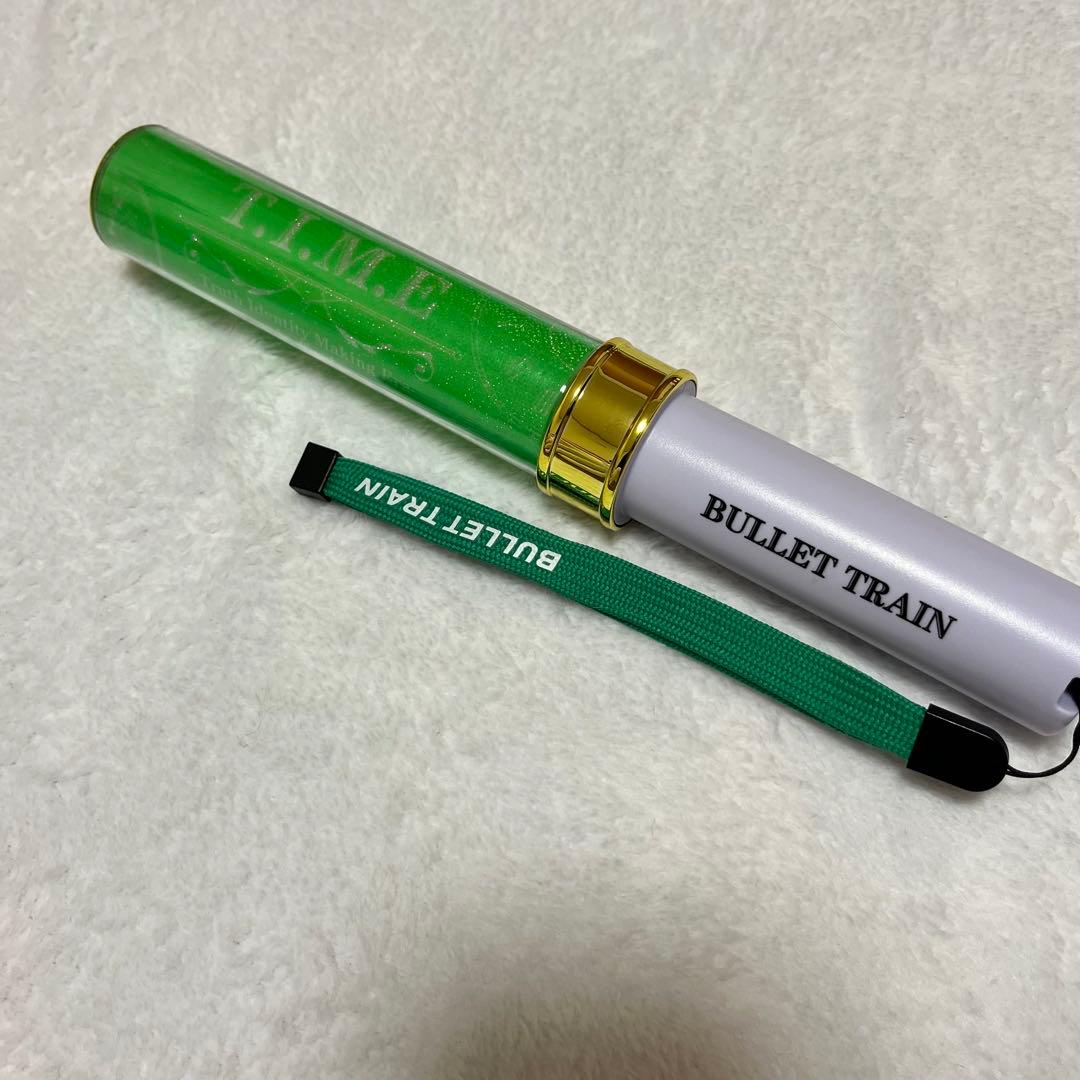 T.I.M.E
Truth Identity Making
BULLET TRAIN
BULLET TRAIN